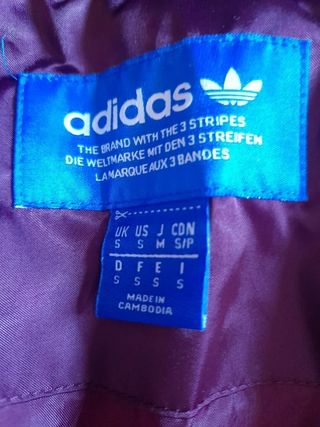 adidas
THE BRAND WITH THE 3 STRIPES
DIE WELTMARKE MIT DEN 3 STREIFEN
LA MARQUE AUX 3 BANDES
UK US J CDN
S S M S/P
D F E I
S S S S
MADE IN
CAMBODIA